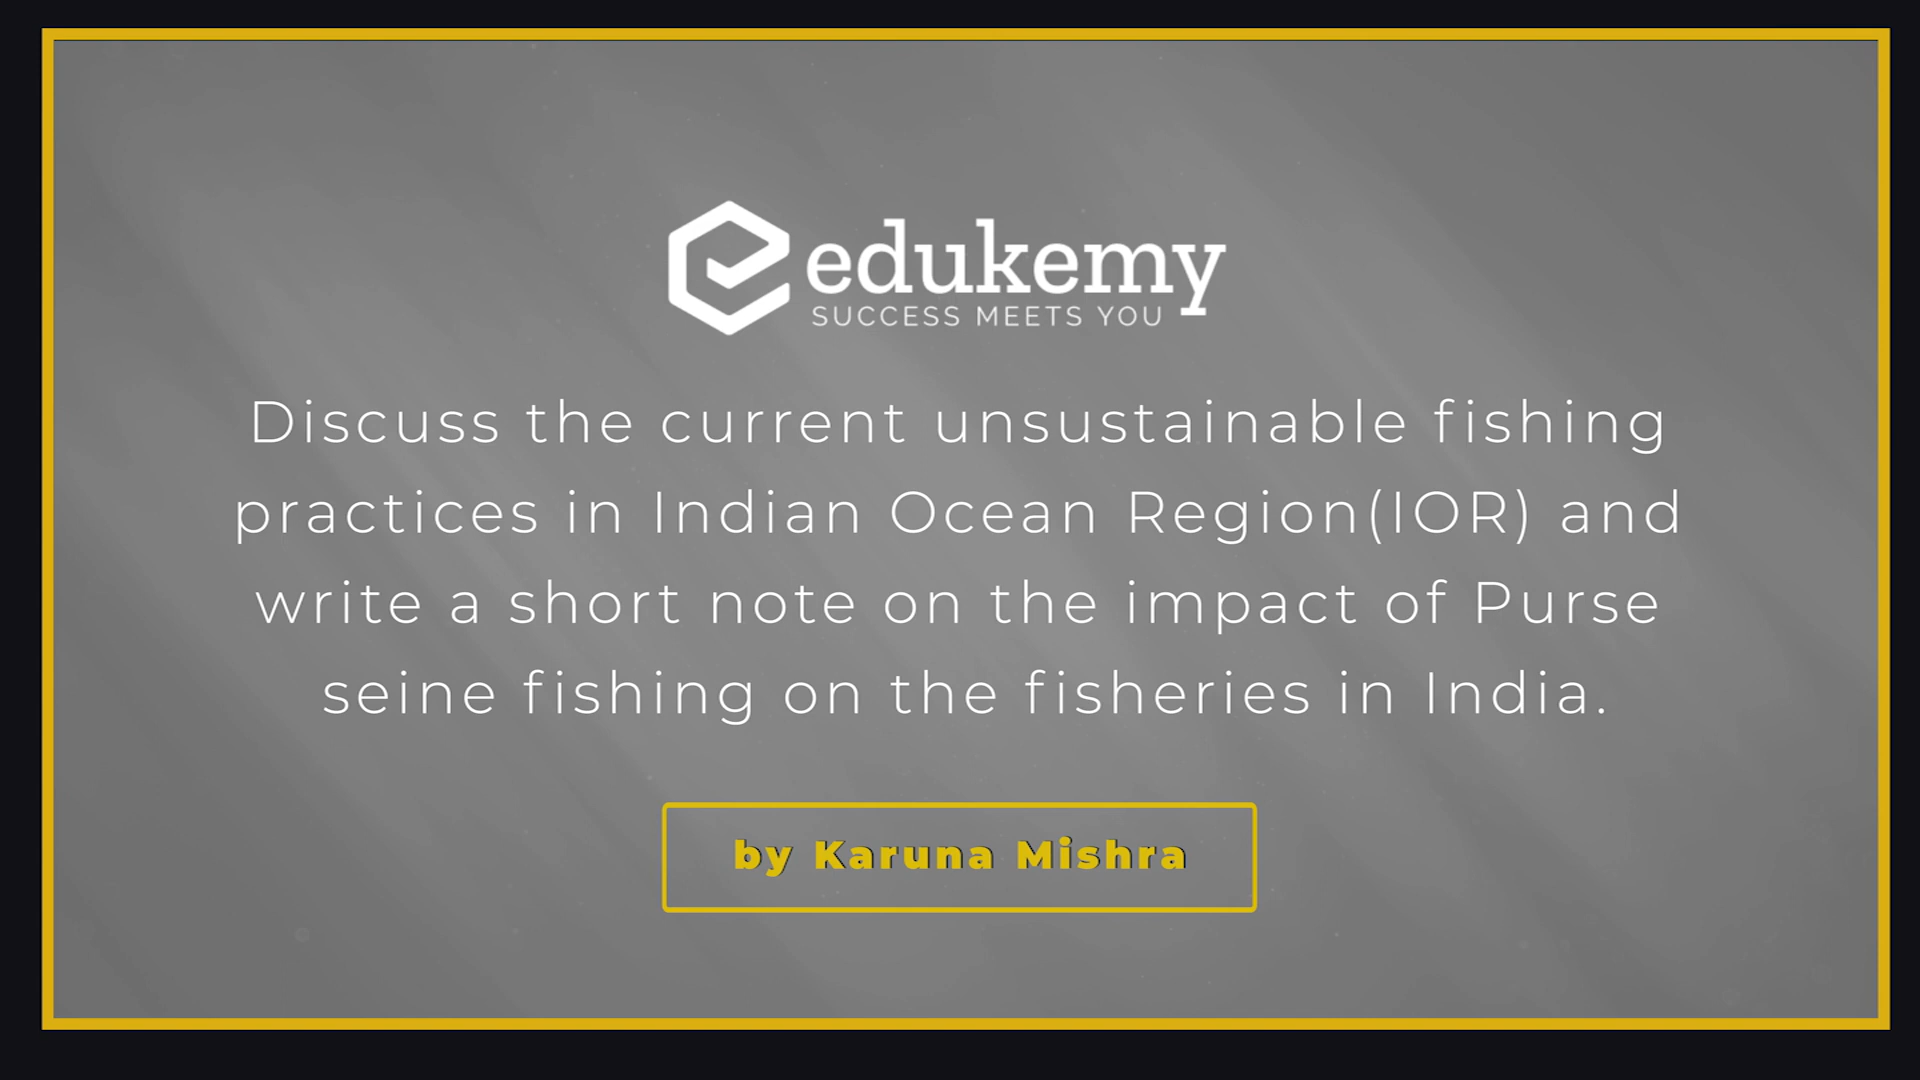 edukemy
SUCCESS MEETS YOU
Discuss the current unsustainable fishing
practices in Indian Ocean Region(IOR) and
write a short note on the impact of Purse
seine fishing on the fisheries in India.
by Karuna Mishra